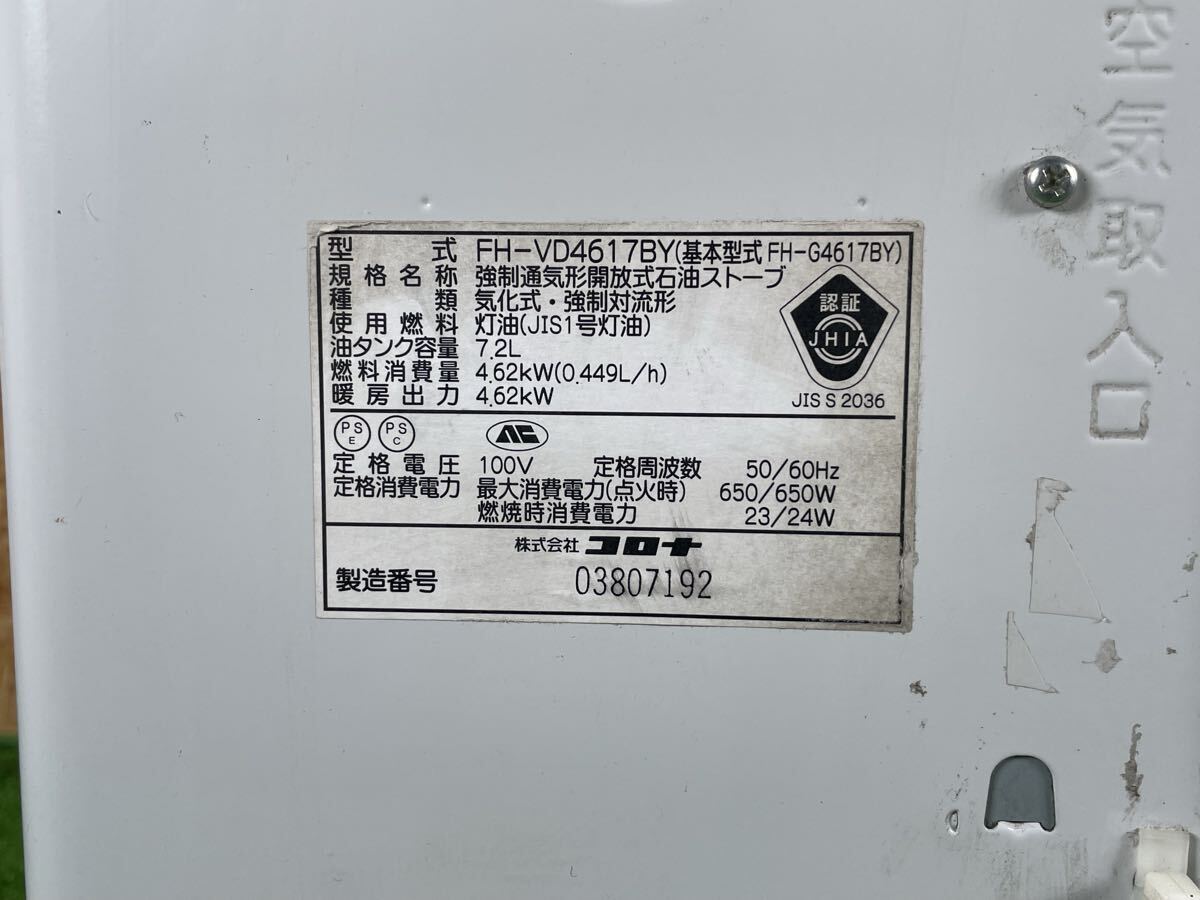 型式 FH-VD4617BY(基本型式 FH-G4617BY)
規格名称 強制通気形開放式石油ストーブ
種類 気化式・強制対流形
使用燃料 灯油(JIS1号灯油)
油タンク容量 7.2L
燃料消費量 4.62kW(0.449L/h)
暖房出力 4.62kW
認証
JHIA
JIS S 2036
PSE PSC
定格電圧 100V 定格周波数 50/60Hz
定格消費電力 最大消費電力(点火時) 650/650W
燃焼時消費電力 23/24W
株式会社 コロナ
製造番号 03807192
空気取入口